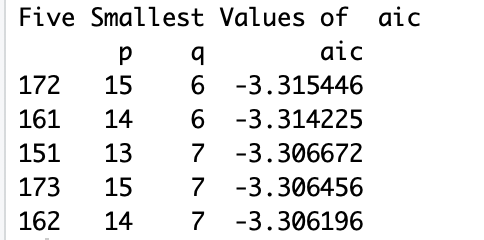 Five Smallest Values of  aic
       p    q        aic
172   15    6  -3.315446
161   14    6  -3.314225
151   13    7  -3.306672
173   15    7  -3.306456
162   14    7  -3.306196